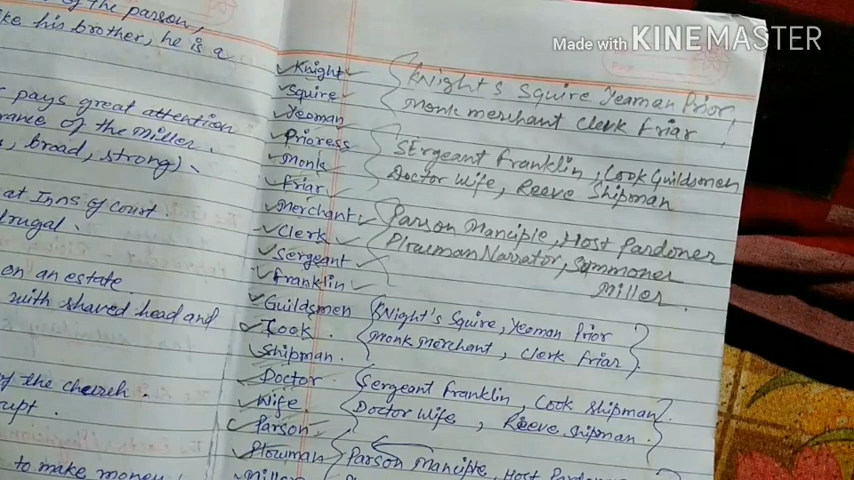 of the parson,
ike his brother, he is a
pays great attention
rance of the miller.
, broad, strong)
at Inns of court.
frugal.
on an estate.
with shaved head and
of the church.
rupt.
to make money
Knight
Squire
Yeoman
Prioress
Monk
Friar
Merchant
Clerk
Sergeant
Franklin
Guildsmen
Cook.
Shipman.
Doctor
Wife
Parson
Plowman
Miller
Knight's Squire Yeoman Prior,
Monk merchant Clerk Friar,
SErgeant Franklin, Cook Guildsmen
Doctor Wife, Reeve Shipman
Parson Manciple, Host Pardoner
Plowman Narrator, Summoner
Miller.
Knight's Squire, Yeoman Prior
Monk Merchant, Clerk Friar
Sergeant Franklin, Cook Shipman
Doctor Wife, Reeve Shipman.
Parson Manciple, Host Pardoner
Made with KINEMASTER